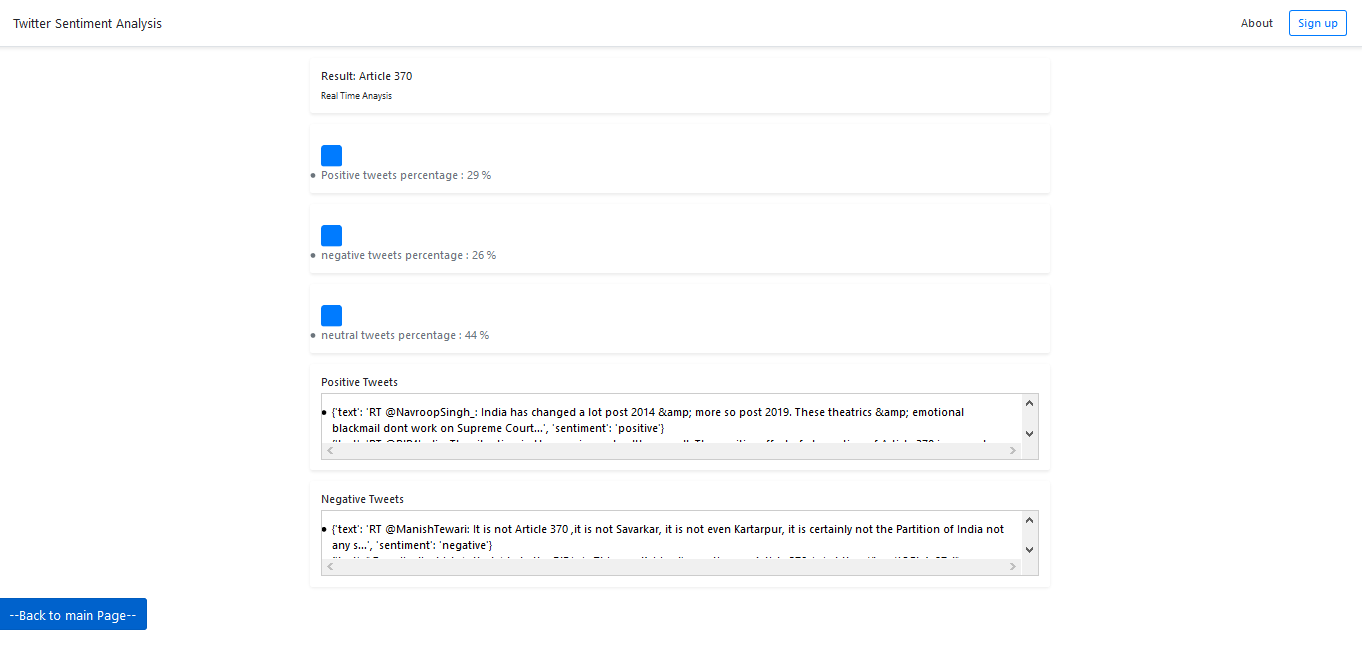 Twitter Sentiment Analysis
About
Sign up
Result: Article 370
Real Time Anaysis
Positive tweets percentage : 29 %
negative tweets percentage : 26 %
neutral tweets percentage : 44 %
Positive Tweets
{'text': 'RT @NavroopSingh_: India has changed a lot post 2014 &amp; more so post 2019. These theatrics &amp; emotional
blackmail dont work on Supreme Court…', 'sentiment': 'positive'}
Negative Tweets
{'text': 'RT @ManishTewari: It is not Article 370 ,it is not Savarkar, it is not even Kartarpur, it is certainly not the Partition of India not
any s…', 'sentiment': 'negative'}
--Back to main Page--